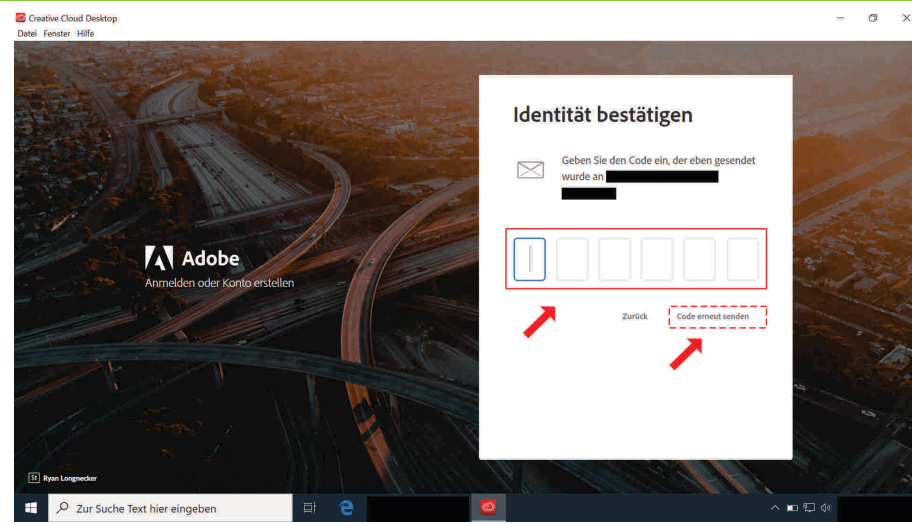 Creative Cloud Desktop
Datei Fenster Hilfe
Identität bestätigen
Geben Sie den Code ein, der eben gesendet
wurde an
Adobe
Anmelden oder Konto erstellen
Zurück Code erneut senden
St Ryan Longnecker
Zur Suche Text hier eingeben